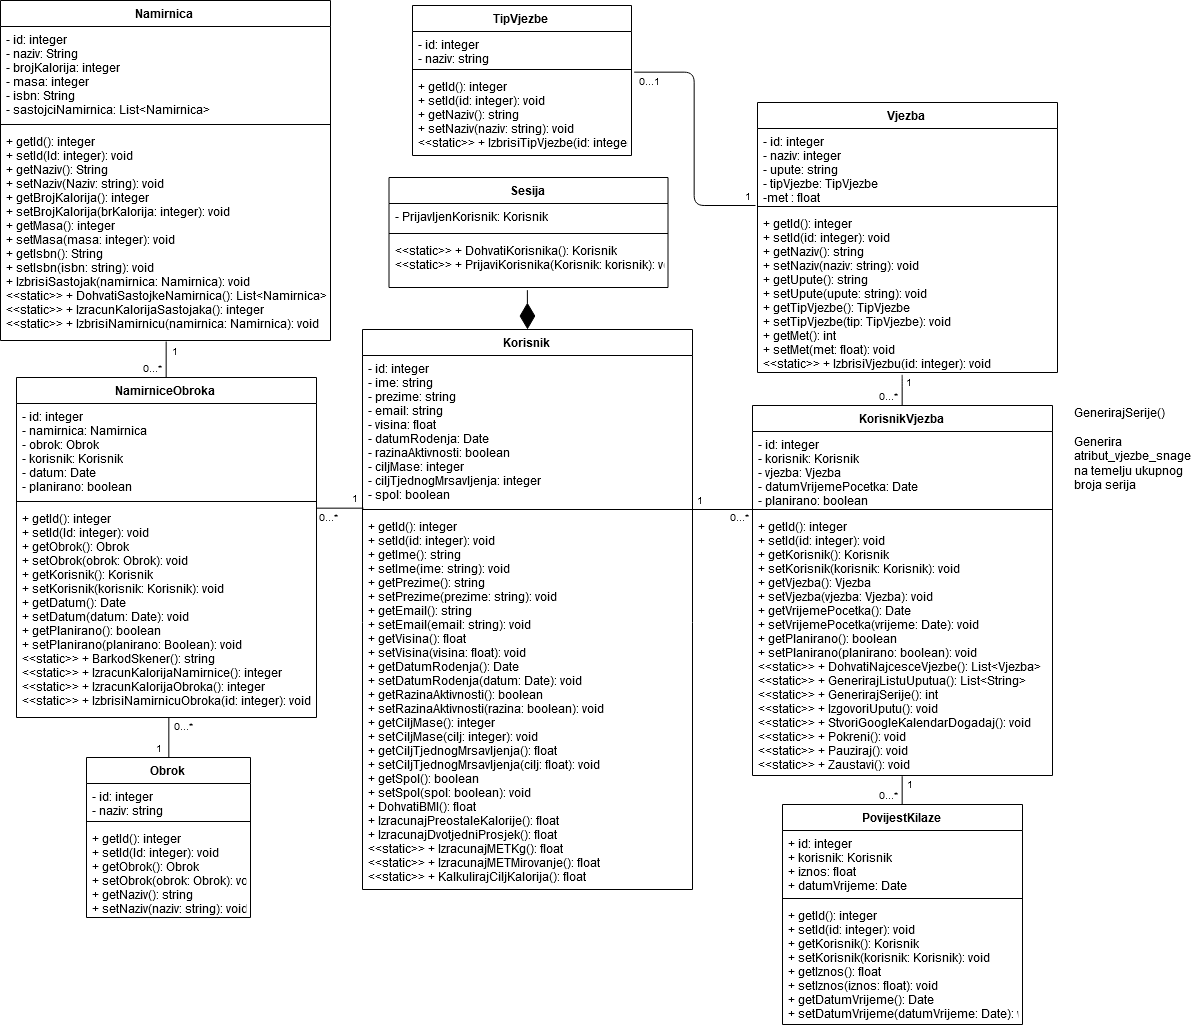 Namirnica
- id: integer
- naziv: String
- brojKalorija: integer
- masa: integer
- isbn: String
- sastojciNamirnica: List<Namirnica>
+ getId(): integer
+ setId(Id: integer): void
+ getNaziv(): String
+ setNaziv(Naziv: string): void
+ getBrojKalorija(): integer
+ setBrojKalorija(brKalorija: integer): void
+ getMasa(): integer
+ setMasa(masa: integer): void
+ getIsbn(): String
+ setIsbn(isbn: string): void
+ IzbrisiSastojak(namirnica: Namirnica): void
<<static>> + DohvatiSastojkeNamirnica(): List<Namirnica>
<<static>> + IzracunKalorijaSastojaka(): integer
<<static>> + IzbrisiNamirnicu(namirnica: Namirnica): void
1
0...*
NamirniceObroka
- id: integer
- namirnica: Namirnica
- obrok: Obrok
- korisnik: Korisnik
- datum: Date
- planirano: boolean
+ getId(): integer
+ setId(Id: integer): void
+ getObrok(): Obrok
+ setObrok(obrok: Obrok): void
+ getKorisnik(): Korisnik
+ setKorisnik(korisnik: Korisnik): void
+ getDatum(): Date
+ setDatum(datum: Date): void
+ getPlanirano(): boolean
+ setPlanirano(planirano: Boolean): void
<<static>> + BarkodSkener(): string
<<static>> + IzracunKalorijaNamirnice(): integer
<<static>> + IzracunKalorijaObroka(): integer
<<static>> + IzbrisiNamirnicuObroka(id: integer): void
0...*
1
Obrok
- id: integer
- naziv: string
+ getId(): integer
+ setId(Id: integer): void
+ getObrok(): Obrok
+ setObrok(obrok: Obrok): vo
+ getNaziv(): string
+ setNaziv(naziv: string): void
TipVjezbe
- id: integer
- naziv: string
+ getId(): integer
+ setId(id: integer): void
+ getNaziv(): string
+ setNaziv(naziv: string): void
<<static>> + IzbrisiTipVjezbe(id: intege
0...1
1
Sesija
- PrijavljenKorisnik: Korisnik
<<static>> + DohvatiKorisnika(): Korisnik
<<static>> + PrijaviKorisnika(Korisnik: korisnik): v
Korisnik
- id: integer
- ime: string
- prezime: string
- email: string
- visina: float
- datumRodenja: Date
- razinaAktivnosti: boolean
- ciljMase: integer
- ciljTjednogMrsavljenja: integer
- spol: boolean
+ getId(): integer
+ setId(id: integer): void
+ getIme(): string
+ setIme(ime: string): void
+ getPrezime(): string
+ setPrezime(prezime: string): void
+ getEmail(): string
+ setEmail(email: string): void
+ getVisina(): float
+ setVisina(visina: float): void
+ getDatumRodenja(): Date
+ setDatumRodenja(datum: Date): void
+ getRazinaAktivnosti(): boolean
+ setRazinaAktivnosti(razina: boolean): void
+ getCiljMase(): integer
+ setCiljMase(cilj: integer): void
+ getCiljTjednogMrsavljenja(): float
+ setCiljTjednogMrsavljenja(cilj: float): void
+ getSpol(): boolean
+ setSpol(spol: boolean): void
+ DohvatiBMI(): float
+ IzracunajPreostaleKalorije(): float
+ IzracunajDvotjedniProsjek(): float
<<static>> + IzracunajMETKg(): float
<<static>> + IzracunajMETMirovanje(): float
<<static>> + KalkulirajCiljKalorija(): float
1
0...*
1
0...*
Vjezba
- id: integer
- naziv: integer
- upute: string
- tipVjezbe: TipVjezbe
-met : float
+ getId(): integer
+ setId(id: integer): void
+ getNaziv(): string
+ setNaziv(naziv: string): void
+ getUpute(): string
+ setUpute(upute: string): void
+ getTipVjezbe(): TipVjezbe
+ setTipVjezbe(tip: TipVjezbe): void
+ getMet(): int
+ setMet(met: float): void
<<static>> + IzbrisiVjezbu(id: integer): void
1
0...*
KorisnikVjezba
- id: integer
- korisnik: Korisnik
- vjezba: Vjezba
- datumVrijemePocetka: Date
- planirano: boolean
+ getId(): integer
+ setId(id: integer): void
+ getKorisnik(): Korisnik
+ setKorisnik(korisnik: Korisnik): void
+ getVjezba(): Vjezba
+ setVjezba(vjezba: Vjezba): void
+ getVrijemePocetka(): Date
+ setVrijemePocetka(vrijeme: Date): void
+ getPlanirano(): boolean
+ setPlanirano(planirano: boolean): void
<<static>> + DohvatiNajcesceVjezbe(): List<Vjezba>
<<static>> + GenerirajListuUputua(): List<String>
<<static>> + GenerirajSerije(): int
<<static>> + IzgovoriUputu(): void
<<static>> + StvoriGoogleKalendarDogadaj(): void
<<static>> + Pokreni(): void
<<static>> + Pauziraj(): void
<<static>> + Zaustavi(): void
1
0...*
PovijestKilaze
+ id: integer
+ korisnik: Korisnik
+ iznos: float
+ datumVrijeme: Date
+ getId(): integer
+ setId(id: integer): void
+ getKorisnik(): Korisnik
+ setKorisnik(korisnik: Korisnik): void
+ getIznos(): float
+ setIznos(iznos: float): void
+ getDatumVrijeme(): Date
+ setDatumVrijeme(datumVrijeme: Date):
GenerirajSerije()
Generira
atribut_vjezbe_snage
na temelju ukupnog
broja serija